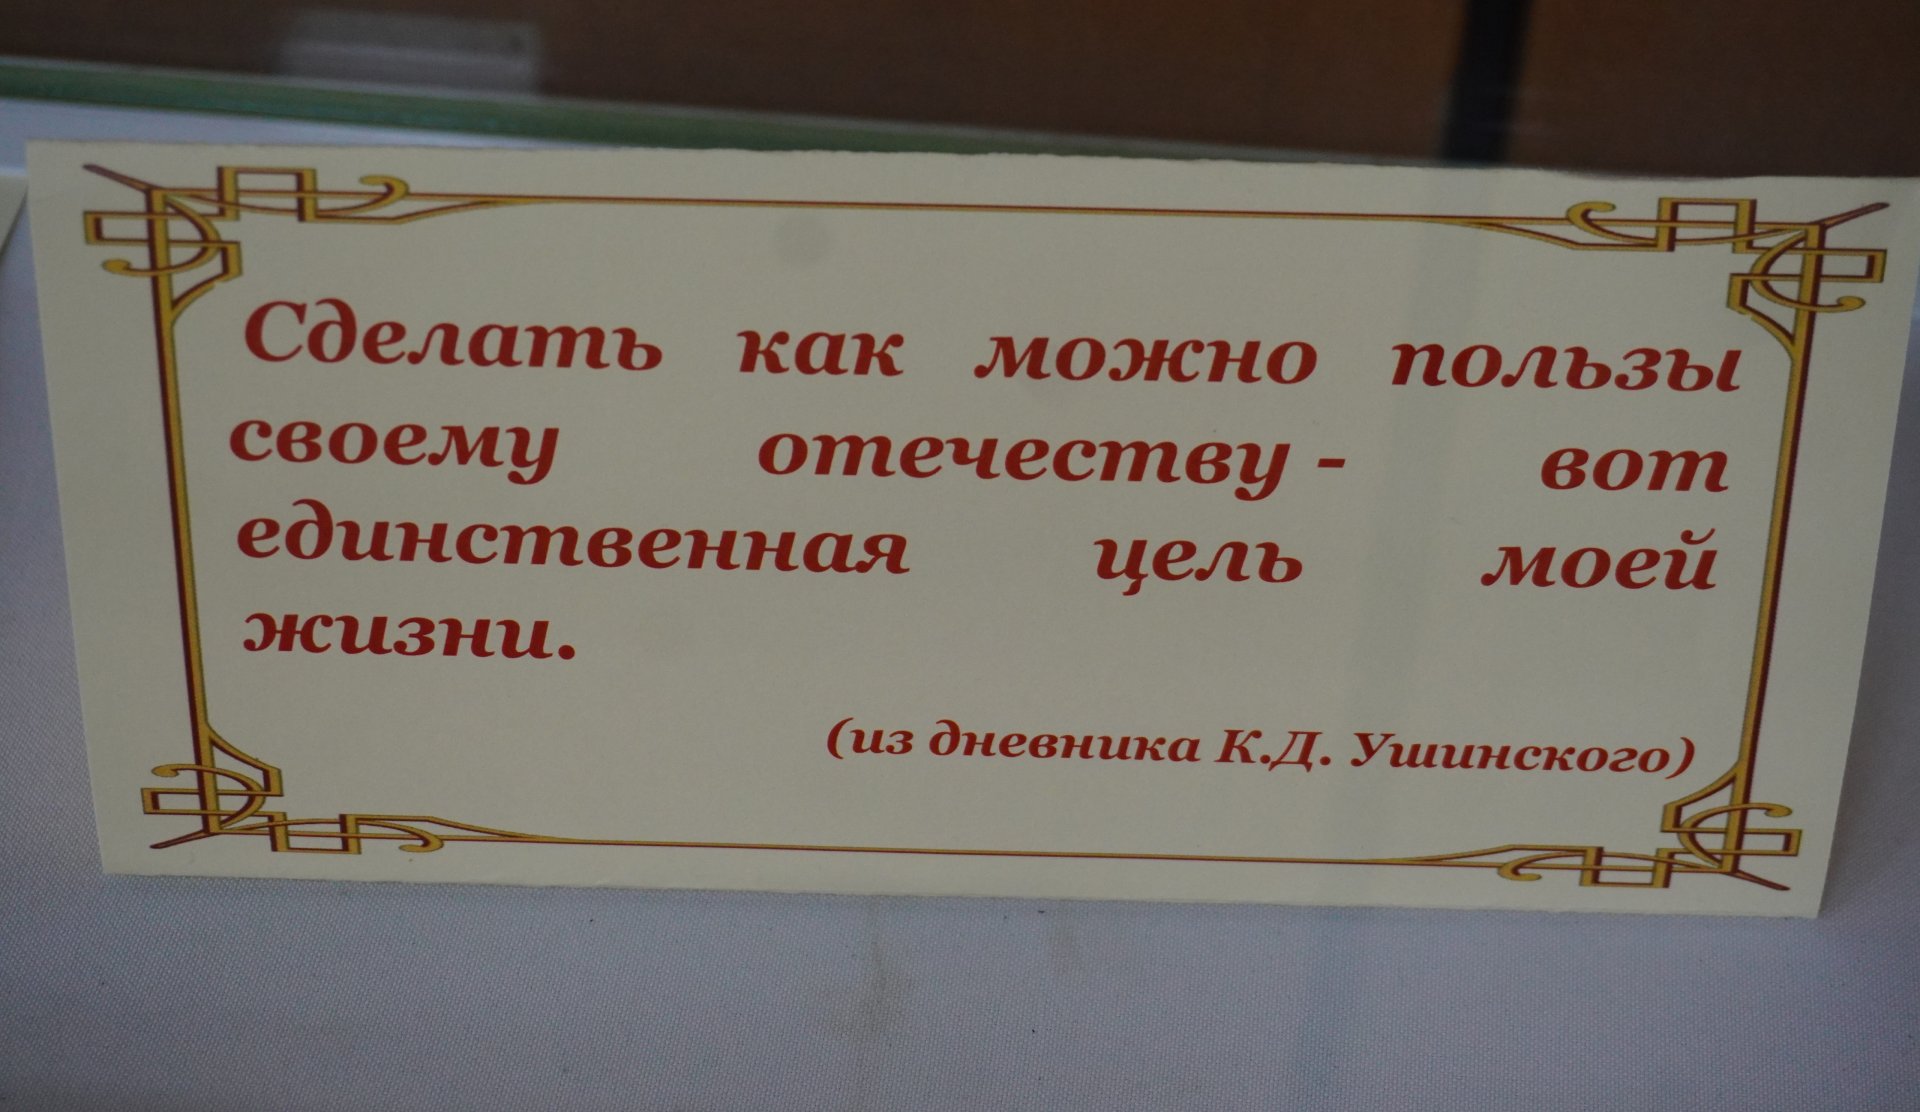 Сделать как можно пользы
своему отечеству - вот
единственная цель моей
жизни.
(из дневника К.Д. Ушинского)